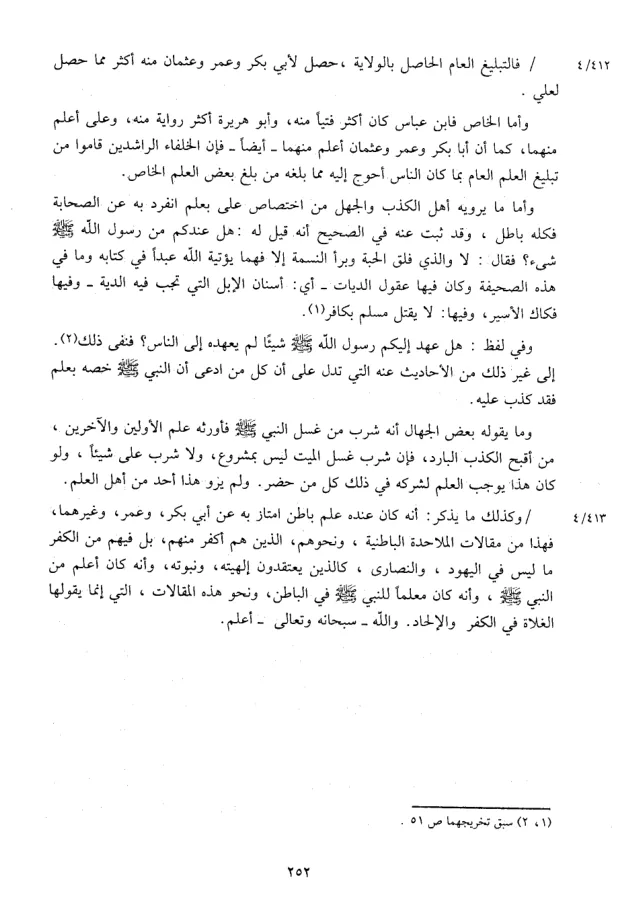 ٤/٤١٢ / فالتبليغ العام الحاصل بالولاية ، حصل لأبي بكر وعمر وعثمان منه أكثر مما حصل
لعلي .
وأما الخاص فابن عباس كان أكثر فتياً منه، وأبو هريرة أكثر رواية منه، وعلى أعلم
منهما، كما أن أبا بكر وعمر وعثمان أعلم منهما ـ أيضاً ـ فإن الخلفاء الراشدين قاموا من
تبليغ العلم العام بما كان الناس أحوج إليه مما بلغه من بلغ بعض العلم الخاص.
وأما ما يرويه أهل الكذب والجهل من اختصاص على بعلم انفرد به عن الصحابة
فكله باطل ، وقد ثبت عنه في الصحيح أنه قيل له : هل عندكم من رسول الله ﷺ
شيء؟ فقال : لا والذي فلق الحبة وبرأ النسمة إلا فهما يؤتية الله عبداً في كتابه وما في
هذه الصحيفة وكان فيها عقول الديات ـ أي: أسنان الإبل التي تجب فيه الدية ـ وفيها
فكاك الأسير، وفيها: لا يقتل مسلم بكافر(١).
وفي لفظ : هل عهد إليكم رسول الله ﷺ شيئًا لم يعهده إلى الناس؟ فنفى ذلك(٢).
إلى غير ذلك من الأحاديث عنه التي تدل على أن كل من ادعى أن النبي ﷺ خصه بعلم
فقد كذب عليه.
وما يقوله بعض الجهال أنه شرب من غسل النبي ﷺ فأورثه علم الأولين والآخرين ،
من أقبح الكذب البارد، فإن شرب غسل الميت ليس بمشروع، ولا شرب على شيئاً ، ولو
كان هذا يوجب العلم لشركه في ذلك كل من حضر. ولم يرو هذا أحد من أهل العلم.
٤/٤١٣ / وكذلك ما يذكر: أنه كان عنده علم باطن امتاز به عن أبي بكر، وعمر، وغيرهما،
فهذا من مقالات الملاحدة الباطنية ، ونحوهم، الذين هم أكفر منهم، بل فيهم من الكفر
ما ليس في اليهود ، والنصارى ، كالذين يعتقدون إلهيته، ونبوته، وأنه كان أعلم من
النبي ﷺ ، وأنه كان معلماً للنبي ﷺ في الباطن، ونحو هذه المقالات ، التي إنما يقولها
الغلاة في الكفر والإلحاد. والله ـ سبحانه وتعالى ـ أعلم.
(١، ٢) سبق تخريجهما ص ٥١ .
٢٥٢